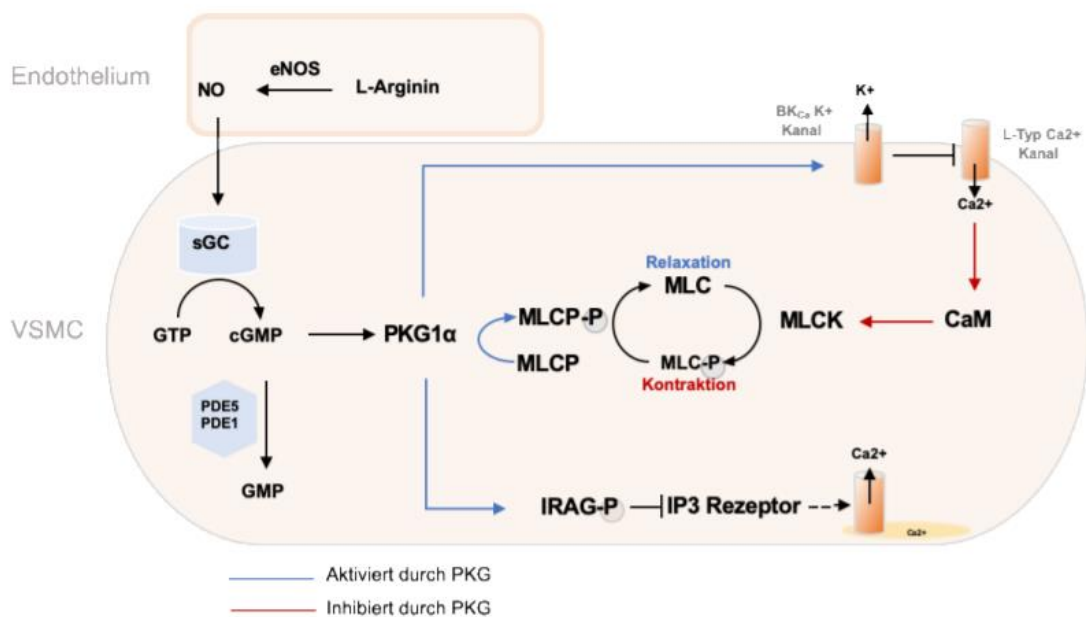 Endothelium
eNOS
NO
L-Arginin
K+
BKCa K+
Kanal
L-Typ Ca2+
Kanal
Ca2+
sGC
Relaxation
MLC
VSMC
GTP
cGMP
PKG1α
MLCP-P
MLCP
MLCK
CaM
MLC-P
Kontraktion
PDE5
PDE1
GMP
Ca2+
IRAG-P
IP3 Rezeptor
Ca2+
Aktiviert durch PKG
Inhibiert durch PKG